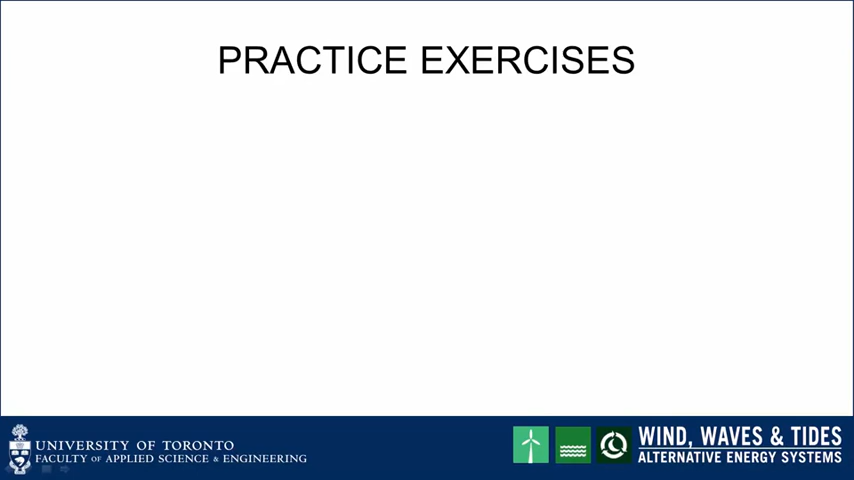 PRACTICE EXERCISES
UNIVERSITY OF TORONTO
FACULTY OF APPLIED SCIENCE & ENGINEERING
WIND, WAVES & TIDES
ALTERNATIVE ENERGY SYSTEMS